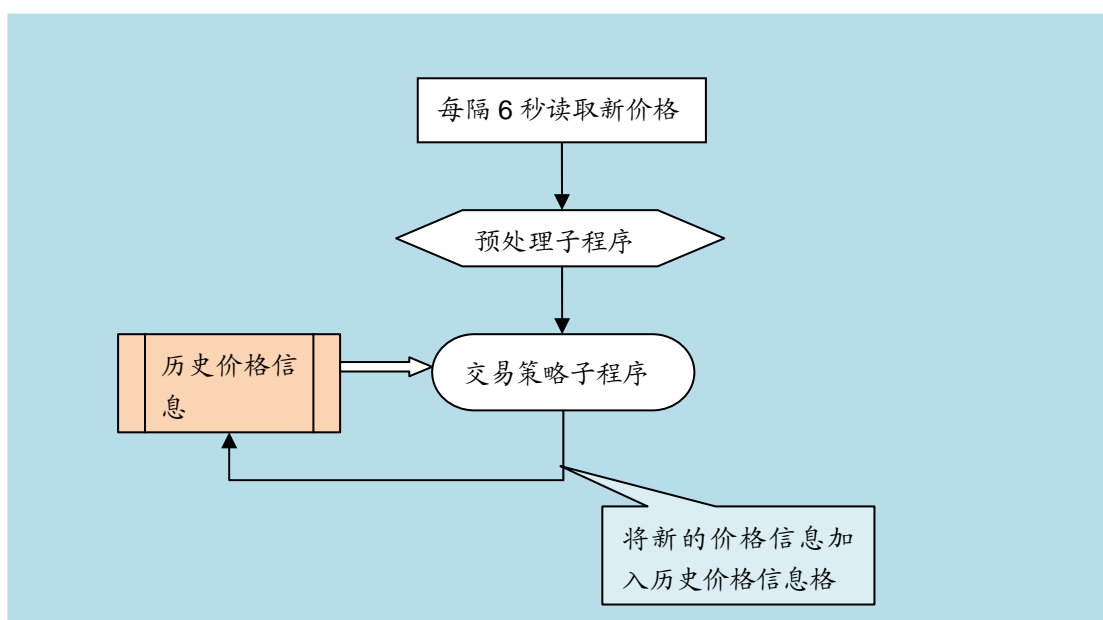 每隔 6 秒读取新价格
预处理子程序
历史价格信
息
交易策略子程序
将新的价格信息加
入历史价格信息格